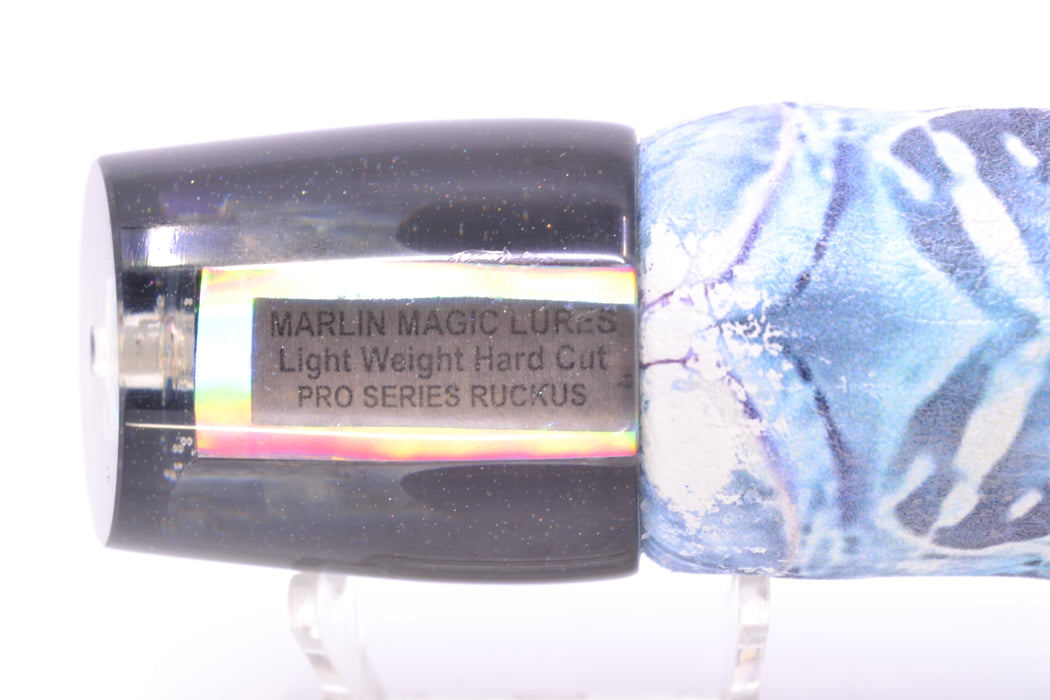 MARLIN MAGIC LURES
Light Weight Hard Cut
PRO SERIES RUCKUS